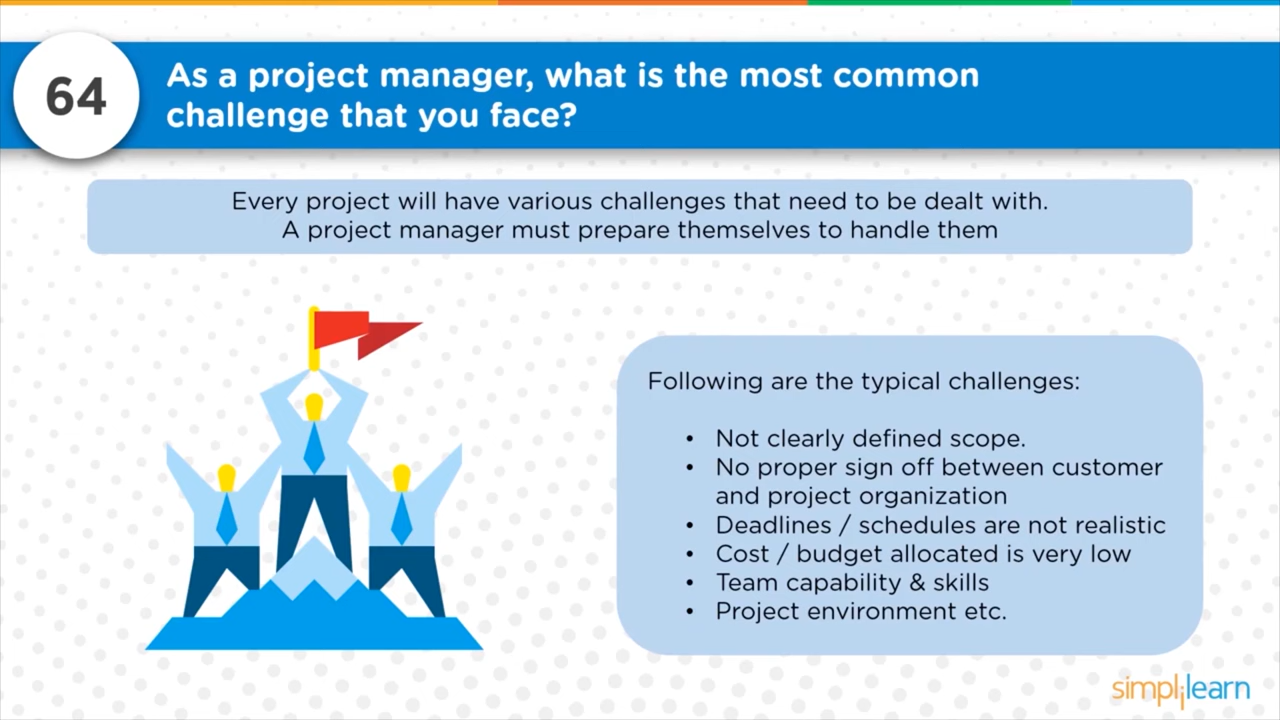 64
As a project manager, what is the most common
challenge that you face?
Every project will have various challenges that need to be dealt with.
A project manager must prepare themselves to handle them
Following are the typical challenges:
• Not clearly defined scope.
• No proper sign off between customer
and project organization
• Deadlines / schedules are not realistic
• Cost / budget allocated is very low
• Team capability & skills
• Project environment etc.
simplilearn